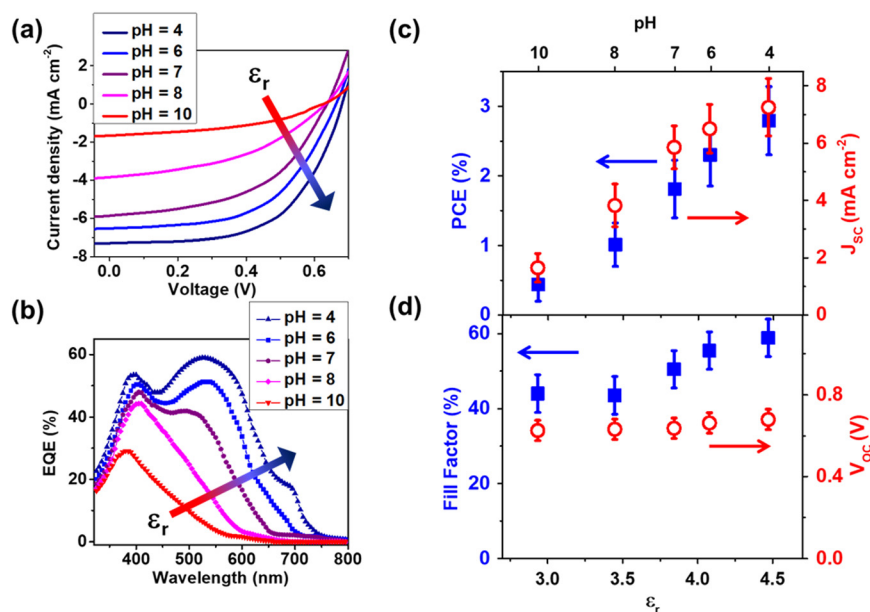 (a)
pH = 4
pH = 6
pH = 7
pH = 8
pH = 10
εr
2
0
-2
-4
-6
-8
Current density (mA cm-2)
0.0 0.2 0.4 0.6
Voltage (V)
(b)
pH = 4
pH = 6
pH = 7
pH = 8
pH = 10
εr
60
40
20
0
EQE (%)
400 500 600 700 800
Wavelength (nm)
(c)
pH
10 8 7 6 4
3
2
1
0
PCE (%)
8
6
4
2
0
JSC (mA cm-2)
(d)
60
40
20
0
Fill Factor (%)
0.8
0.4
0.0
VOC (V)
3.0 3.5 4.0 4.5
εr